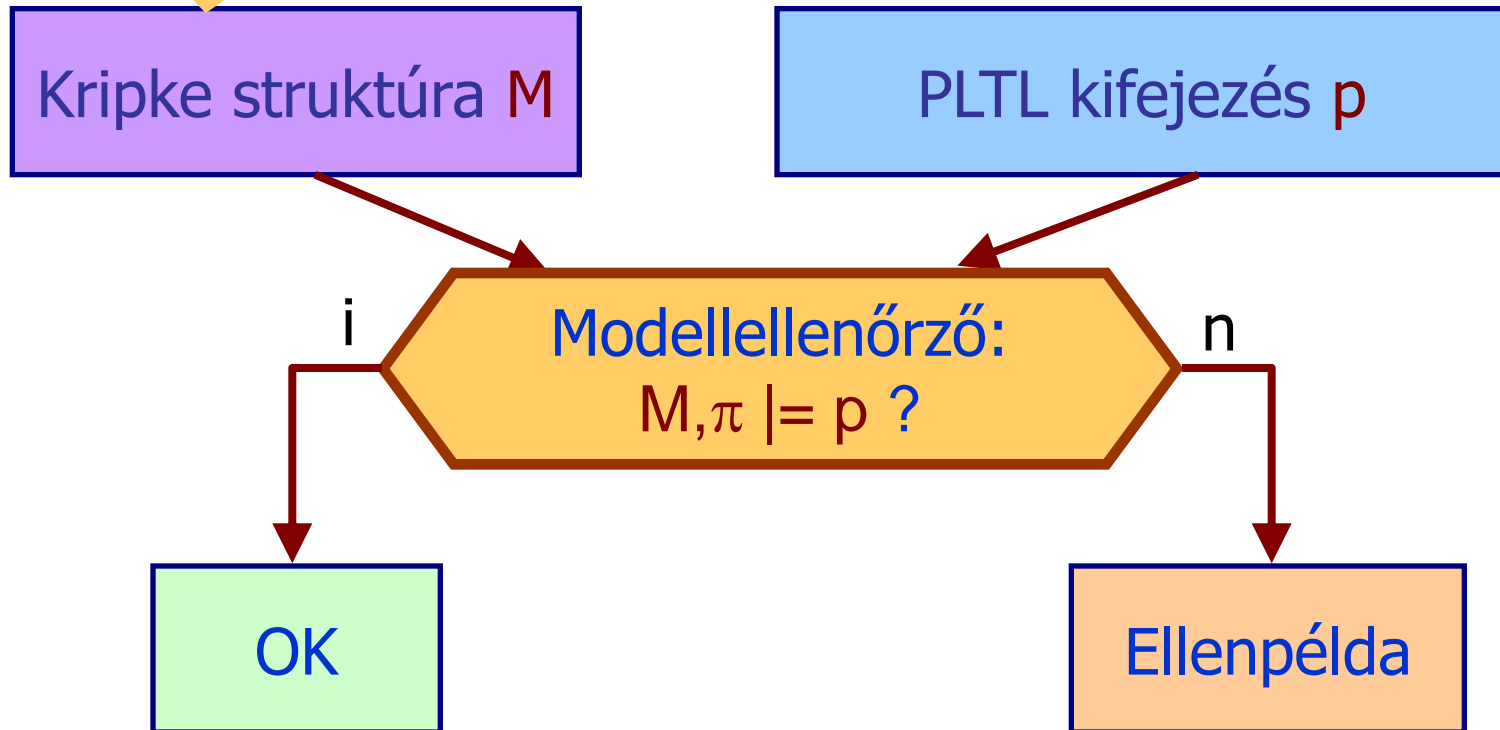 Kripke struktúra M
PLTL kifejezés p
i
Modellellenőrző:
M,π |= p ?
n
OK
Ellenpélda